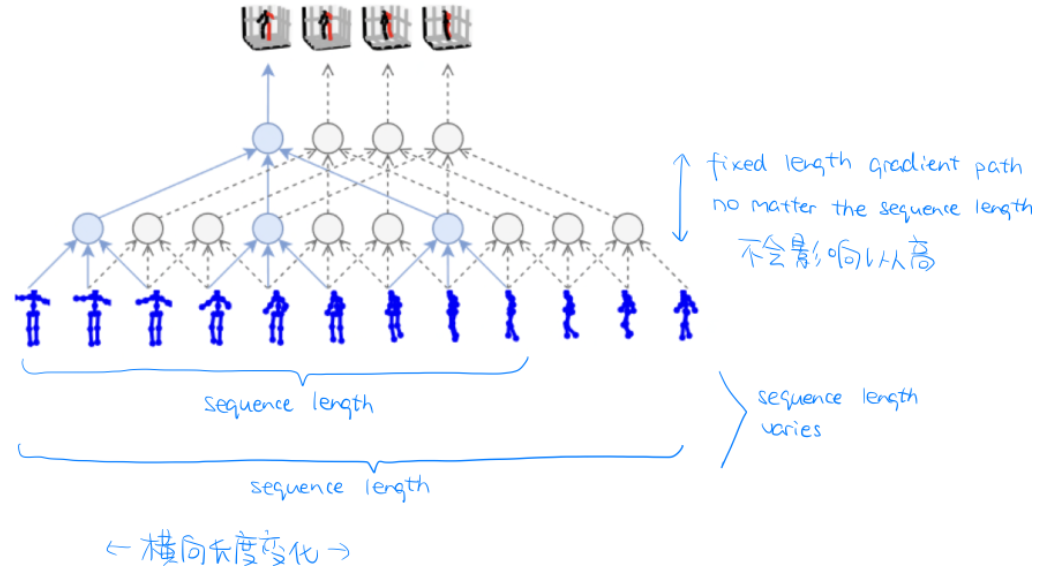 fixed length gradient path
no matter the sequence length
不会影响以从高
sequence length
sequence length
varies
sequence length
← 横向长度变化 →